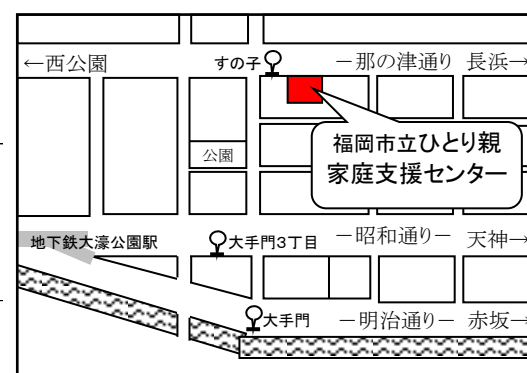 ←西公園
すの子
－那の津通り 長浜→
福岡市立ひとり親
家庭支援センター
公園
地下鉄大濠公園駅
大手門3丁目
－昭和通り－ 天神→
大手門
－明治通り－ 赤坂→